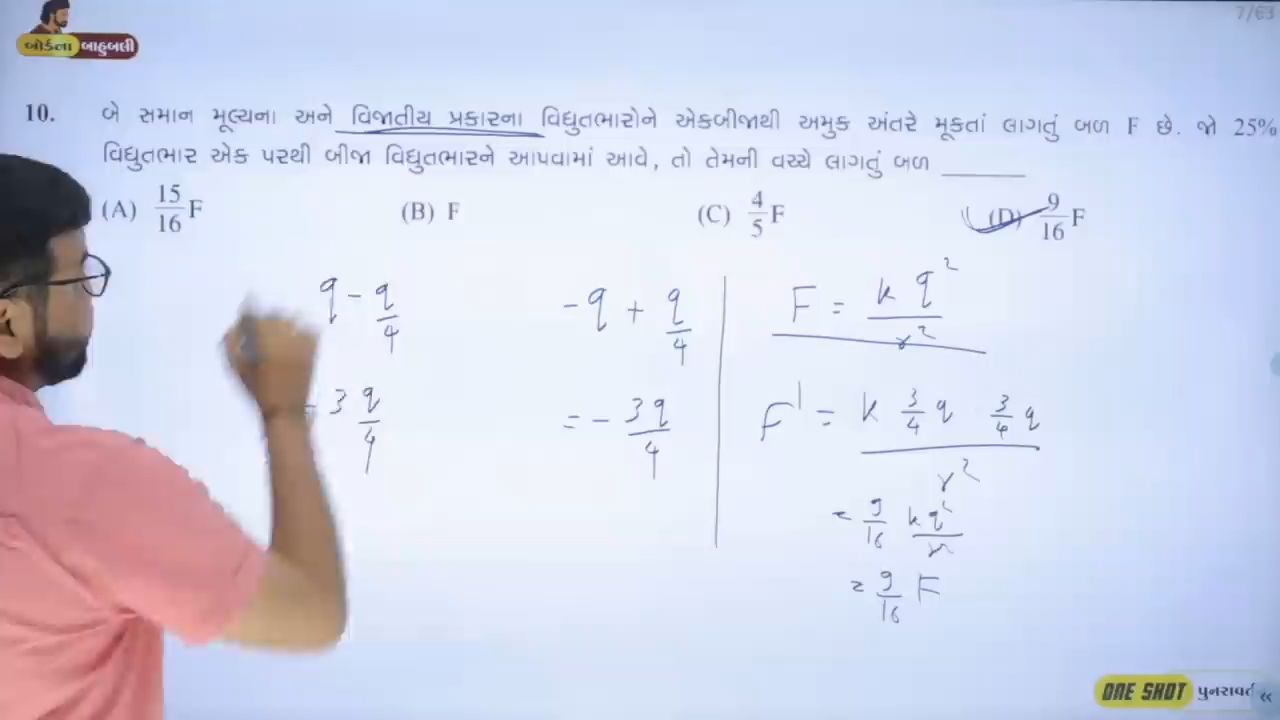 7/63
બોર્ડના બાહુબલી
10. બે સમાન મૂલ્યના અને વિજાતીય પ્રકારના વિદ્યુતભારોને એકબીજાથી અમુક અંતરે મૂકતાં લાગતું બળ F છે. જો 25%
વિદ્યુતભાર એક પરથી બીજા વિદ્યુતભારને આપવામાં આવે, તો તેમની વચ્ચે લાગતું બળ ______
(A) 15/16 F (B) F (C) 4/5 F (D) 9/16 F
q - q/4 -q + q/4 F = k q²/r²
3q/4 = - 3q/4 F' = k 3/4 q 3/4 q / r²
= 9/16 kq²/r²
= 9/16 F
ONE SHOT પુનરાવર્ત